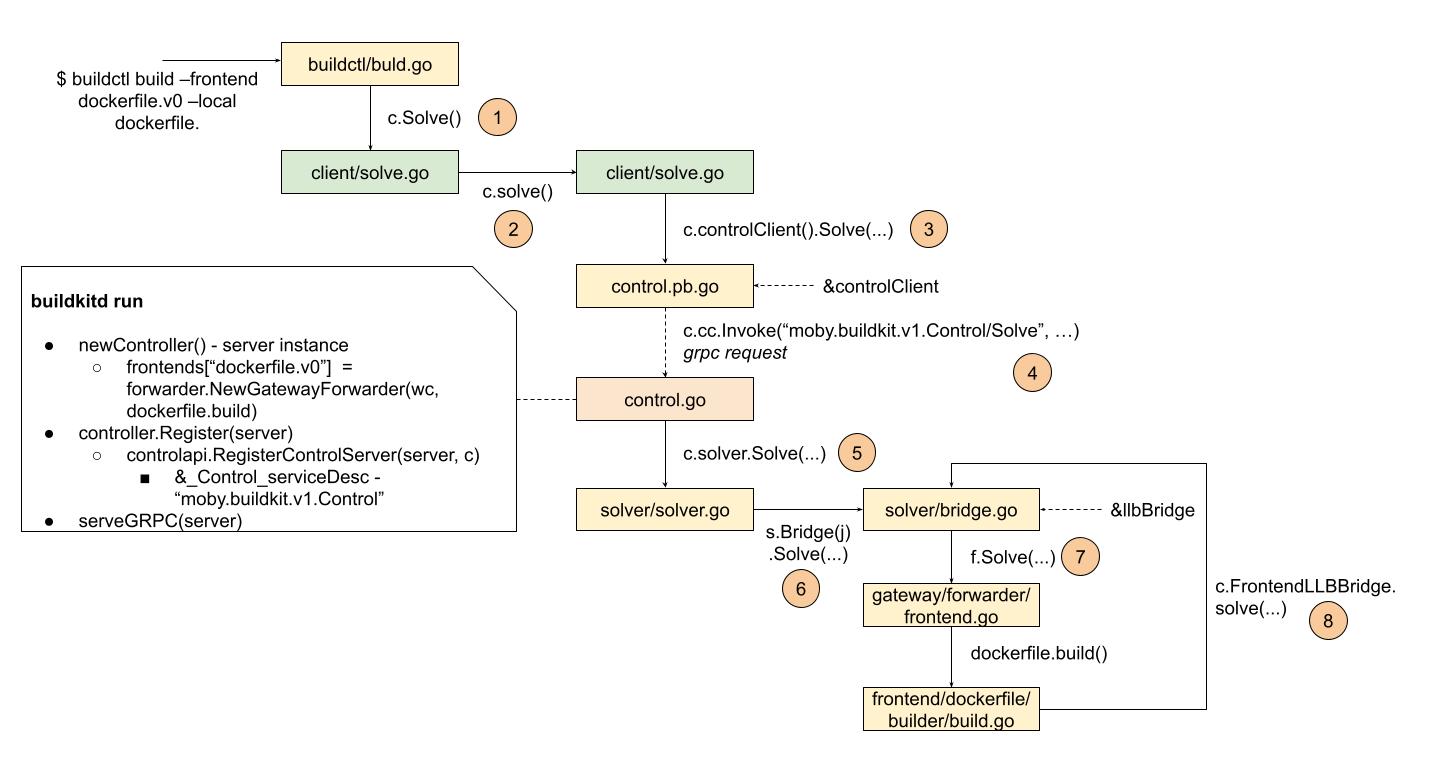 buildctl/buld.go
$ buildctl build –frontend
dockerfile.v0 –local
dockerfile.
c.Solve()
1
client/solve.go
client/solve.go
c.solve()
2
c.controlClient().Solve(...)
3
control.pb.go
&controlClient
c.cc.Invoke(“moby.buildkit.v1.Control/Solve”, …)
grpc request
4
buildkitd run
● newController() - server instance
○ frontends[“dockerfile.v0”] =
forwarder.NewGatewayForwarder(wc,
dockerfile.build)
● controller.Register(server)
○ controlapi.RegisterControlServer(server, c)
■ &_Control_serviceDesc -
“moby.buildkit.v1.Control”
● serveGRPC(server)
control.go
c.solver.Solve(...)
5
solver/solver.go
s.Bridge(j)
.Solve(...)
6
solver/bridge.go
&llbBridge
f.Solve(...)
7
gateway/forwarder/
frontend.go
c.FrontendLLBBridge.
solve(...)
8
dockerfile.build()
frontend/dockerfile/
builder/build.go